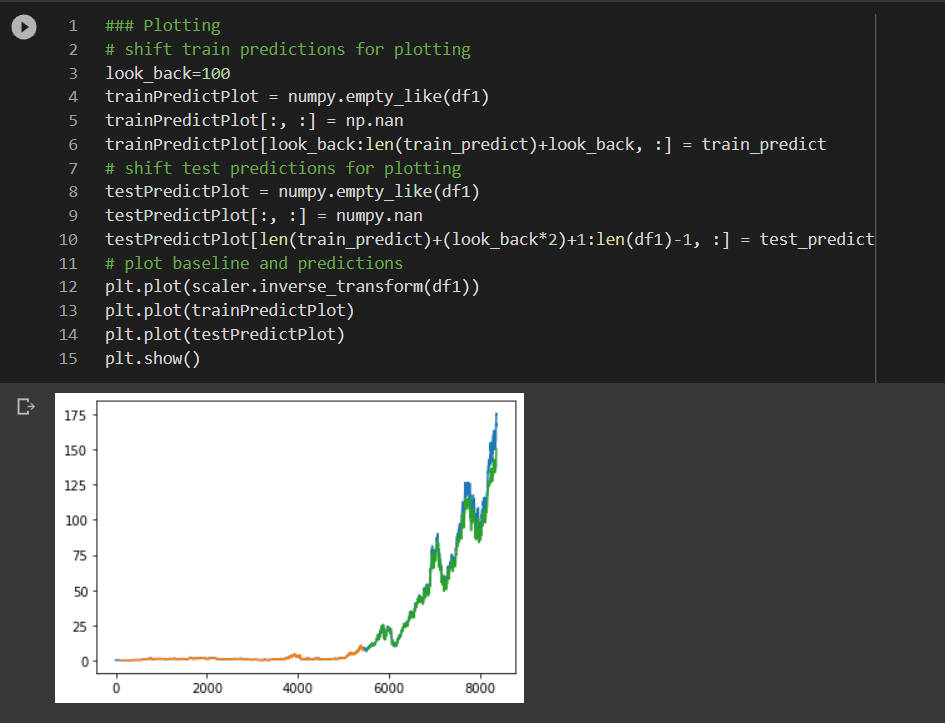 1 ### Plotting
2 # shift train predictions for plotting
3 look_back=100
4 trainPredictPlot = numpy.empty_like(df1)
5 trainPredictPlot[:, :] = np.nan
6 trainPredictPlot[look_back:len(train_predict)+look_back, :] = train_predict
7 # shift test predictions for plotting
8 testPredictPlot = numpy.empty_like(df1)
9 testPredictPlot[:, :] = numpy.nan
10 testPredictPlot[len(train_predict)+(look_back*2)+1:len(df1)-1, :] = test_predict
11 # plot baseline and predictions
12 plt.plot(scaler.inverse_transform(df1))
13 plt.plot(trainPredictPlot)
14 plt.plot(testPredictPlot)
15 plt.show()
175
150
125
100
75
50
25
0
0 2000 4000 6000 8000